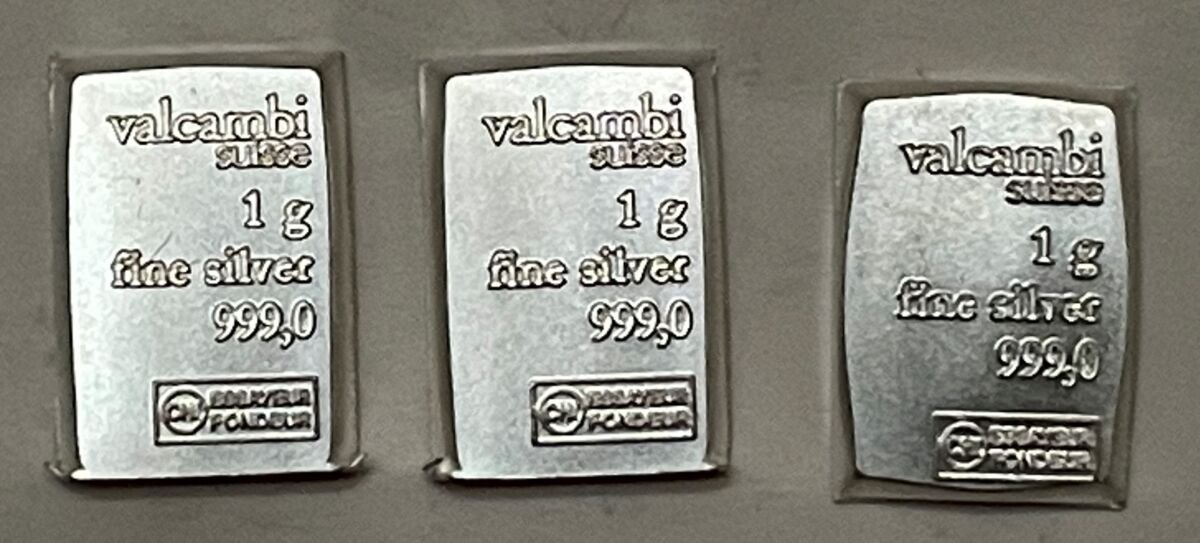 valcambi
suisse
1 g
fine silver
999,0
ESSAYEUR
FONDEUR
valcambi
suisse
1 g
fine silver
999,0
ESSAYEUR
FONDEUR
valcambi
suisse
1 g
fine silver
999,0
ESSAYEUR
FONDEUR